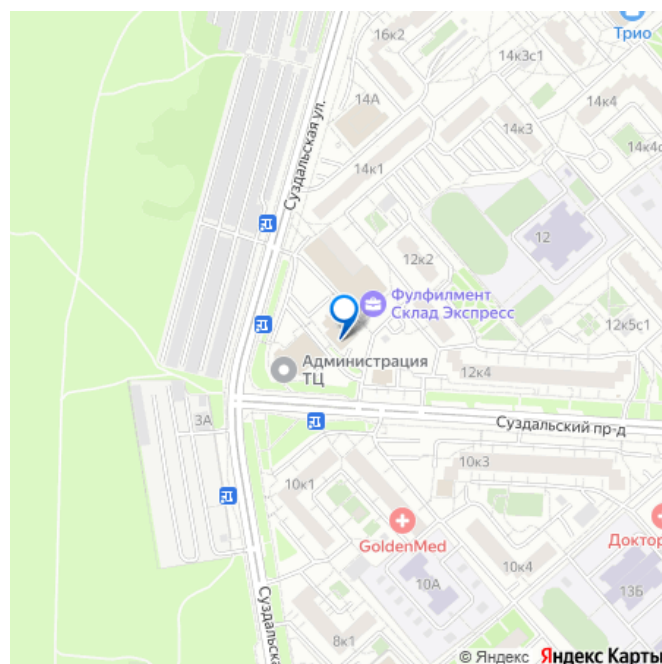 16к2
Трио
14к3с1
14А
14к4
14к3
14к4с
Суздальская ул.
14к1
12
12к2
Фулфилмент
Склад Экспресс
12к5с1
Администрация
ТЦ
12к4
3А
Суздальский пр-д
10к3
10к1
GoldenMed
Доктор
10к4
10А
13Б
Суздальска
8к1
© Яндекс Яндекс Карты